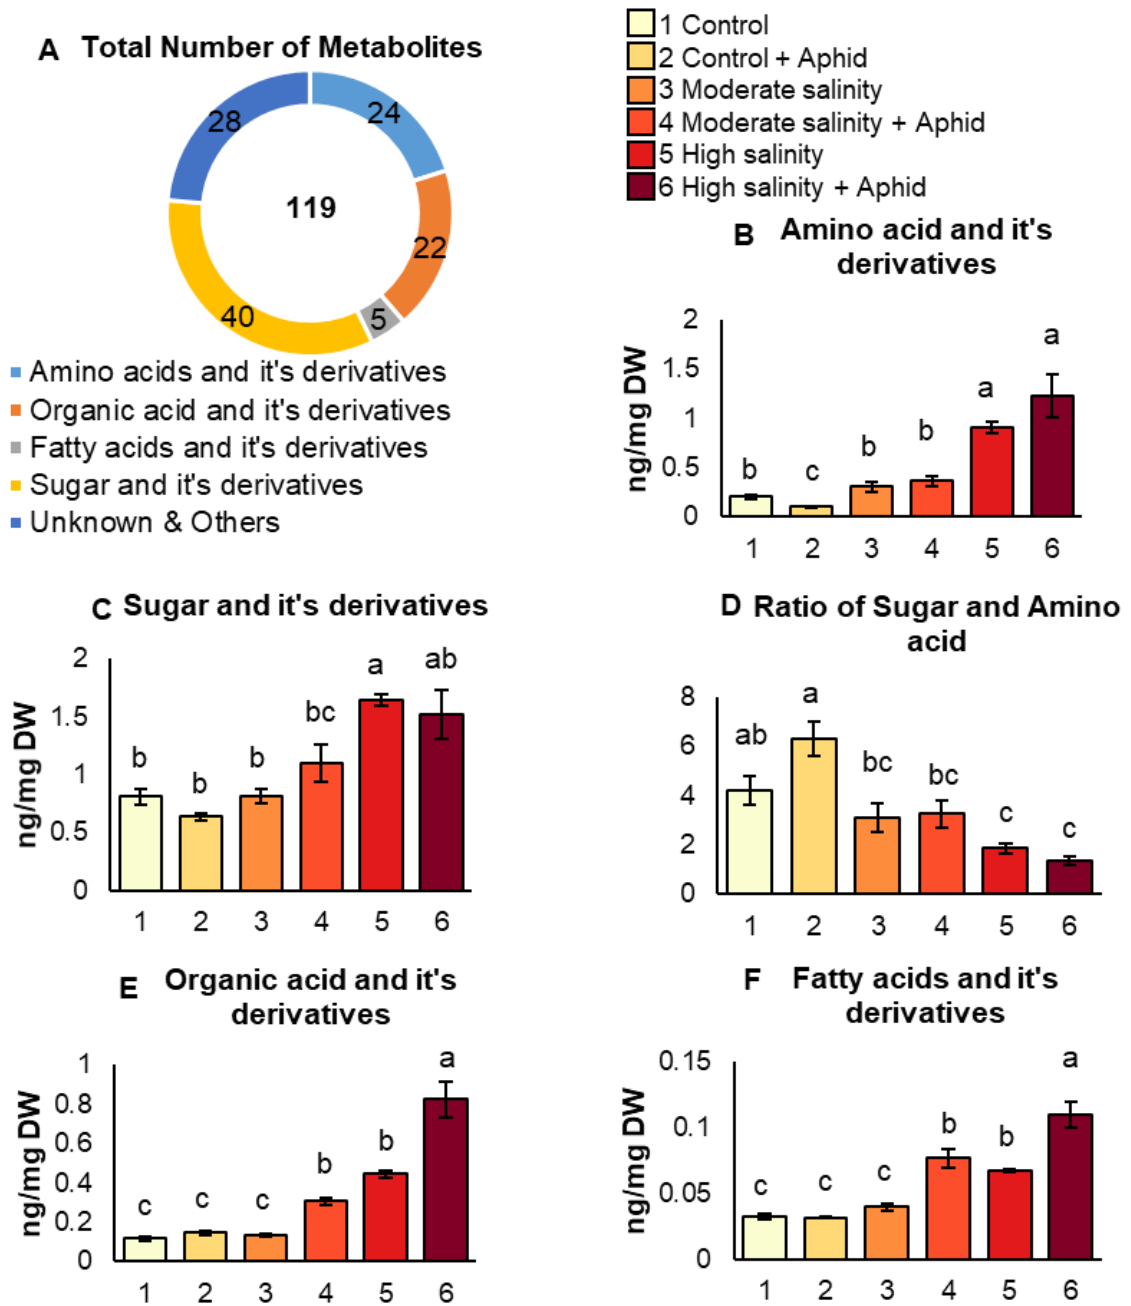 A Total Number of Metabolites
28
24
119
22
40
5
Amino acids and it's derivatives
Organic acid and it's derivatives
Fatty acids and it's derivatives
Sugar and it's derivatives
Unknown & Others
1 Control
2 Control + Aphid
3 Moderate salinity
4 Moderate salinity + Aphid
5 High salinity
6 High salinity + Aphid
B Amino acid and it's
derivatives
ng/mg DW
2
1.5
1
0.5
0
b c b b a a
1 2 3 4 5 6
C Sugar and it's derivatives
ng/mg DW
2
1.5
1
0.5
0
b b b bc a ab
1 2 3 4 5 6
D Ratio of Sugar and Amino
acid
8
6
4
2
0
ab a bc bc c c
1 2 3 4 5 6
E Organic acid and it's
derivatives
ng/mg DW
1
0.8
0.6
0.4
0.2
0
c c c b b a
1 2 3 4 5 6
F Fatty acids and it's
derivatives
ng/mg DW
0.15
0.1
0.05
0
c c c b b a
1 2 3 4 5 6